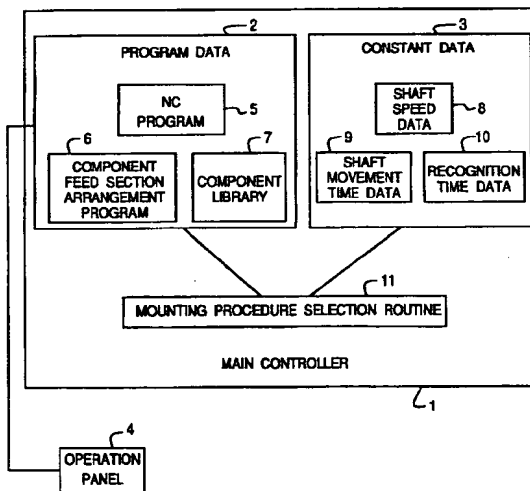 1
2
3
PROGRAM DATA
CONSTANT DATA
NC
PROGRAM
5
SHAFT
SPEED
DATA
8
6
COMPONENT
FEED SECTION
ARRANGEMENT
PROGRAM
7
COMPONENT
LIBRARY
9
SHAFT
MOVEMENT
TIME DATA
10
RECOGNITION
TIME DATA
11
MOUNTING PROCEDURE SELECTION ROUTINE
MAIN CONTROLLER
1
4
OPERATION
PANEL